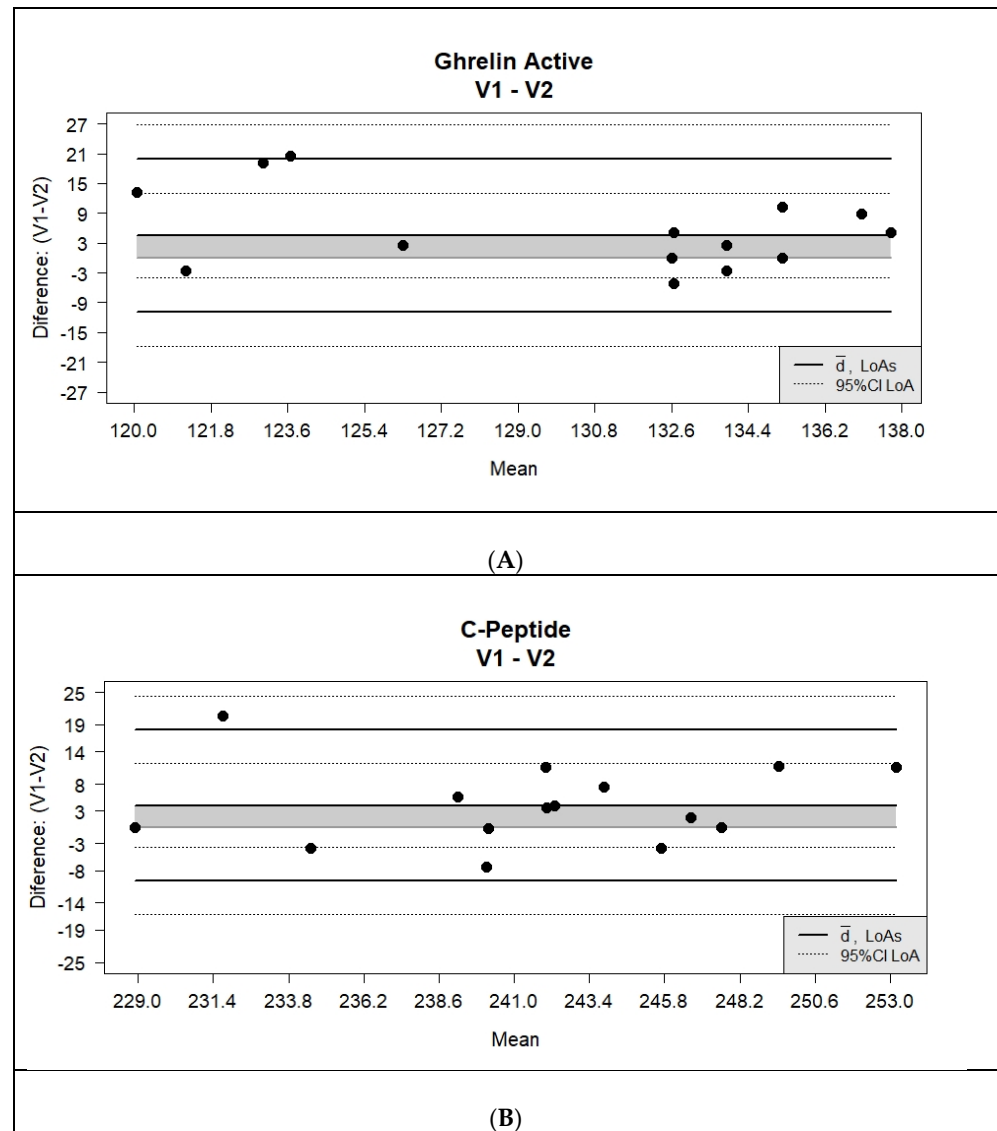 Ghrelin Active
V1 - V2
Diference: (V1-V2)
27
21
15
9
3
-3
-9
-15
-21
-27
d̅ , LoAs
95%CI LoA
120.0 121.8 123.6 125.4 127.2 129.0 130.8 132.6 134.4 136.2 138.0
Mean
(A)
C-Peptide
V1 - V2
Diference: (V1-V2)
25
19
14
8
3
-3
-8
-14
-19
-25
d̅ , LoAs
95%CI LoA
229.0 231.4 233.8 236.2 238.6 241.0 243.4 245.8 248.2 250.6 253.0
Mean
(B)